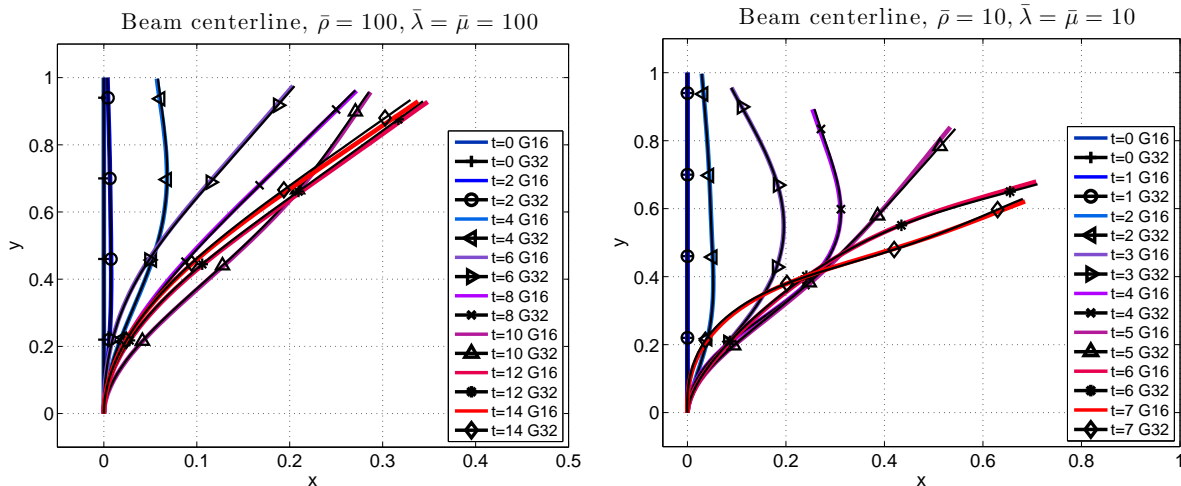 Beam centerline, ρ̄ = 100, λ̄ = μ̄ = 100
1
0.8
0.6
0.4
0.2
0
y
0
0.1
0.2
0.3
0.4
0.5
x
t=0 G16
t=0 G32
t=2 G16
t=2 G32
t=4 G16
t=4 G32
t=6 G16
t=6 G32
t=8 G16
t=8 G32
t=10 G16
t=10 G32
t=12 G16
t=12 G32
t=14 G16
t=14 G32
Beam centerline, ρ̄ = 10, λ̄ = μ̄ = 10
1
0.8
0.6
0.4
0.2
0
y
0
0.2
0.4
0.6
0.8
1
x
t=0 G16
t=0 G32
t=1 G16
t=1 G32
t=2 G16
t=2 G32
t=3 G16
t=3 G32
t=4 G16
t=4 G32
t=5 G16
t=5 G32
t=6 G16
t=6 G32
t=7 G16
t=7 G32